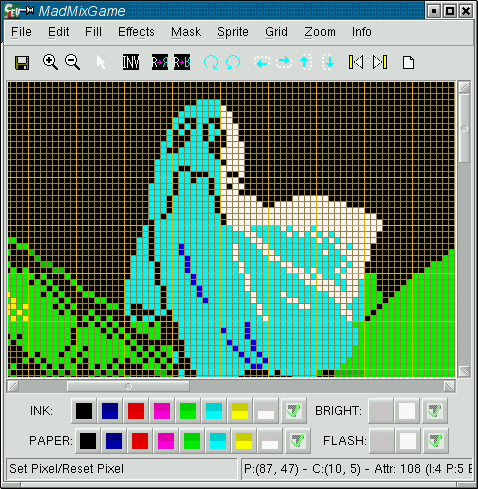 SEV MadMixGame
File Edit Fill Effects Mask Sprite Grid Zoom Info
INV R+R R+R
INK: BRIGHT:
PAPER: FLASH:
Set Pixel/Reset Pixel P:(87, 47) - C:(10, 5) - Attr: 108 (I:4 P:5 B